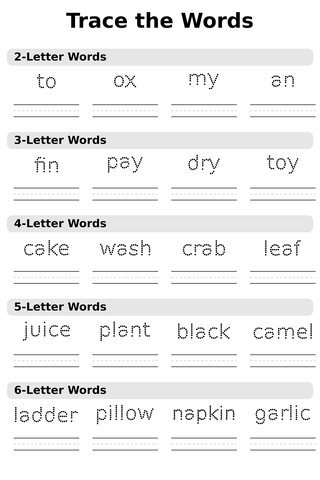 Trace the Words
2-Letter Words
to ox my an
3-Letter Words
fin pay dry toy
4-Letter Words
cake wash crab leaf
5-Letter Words
juice plant black camel
6-Letter Words
ladder pillow napkin garlic